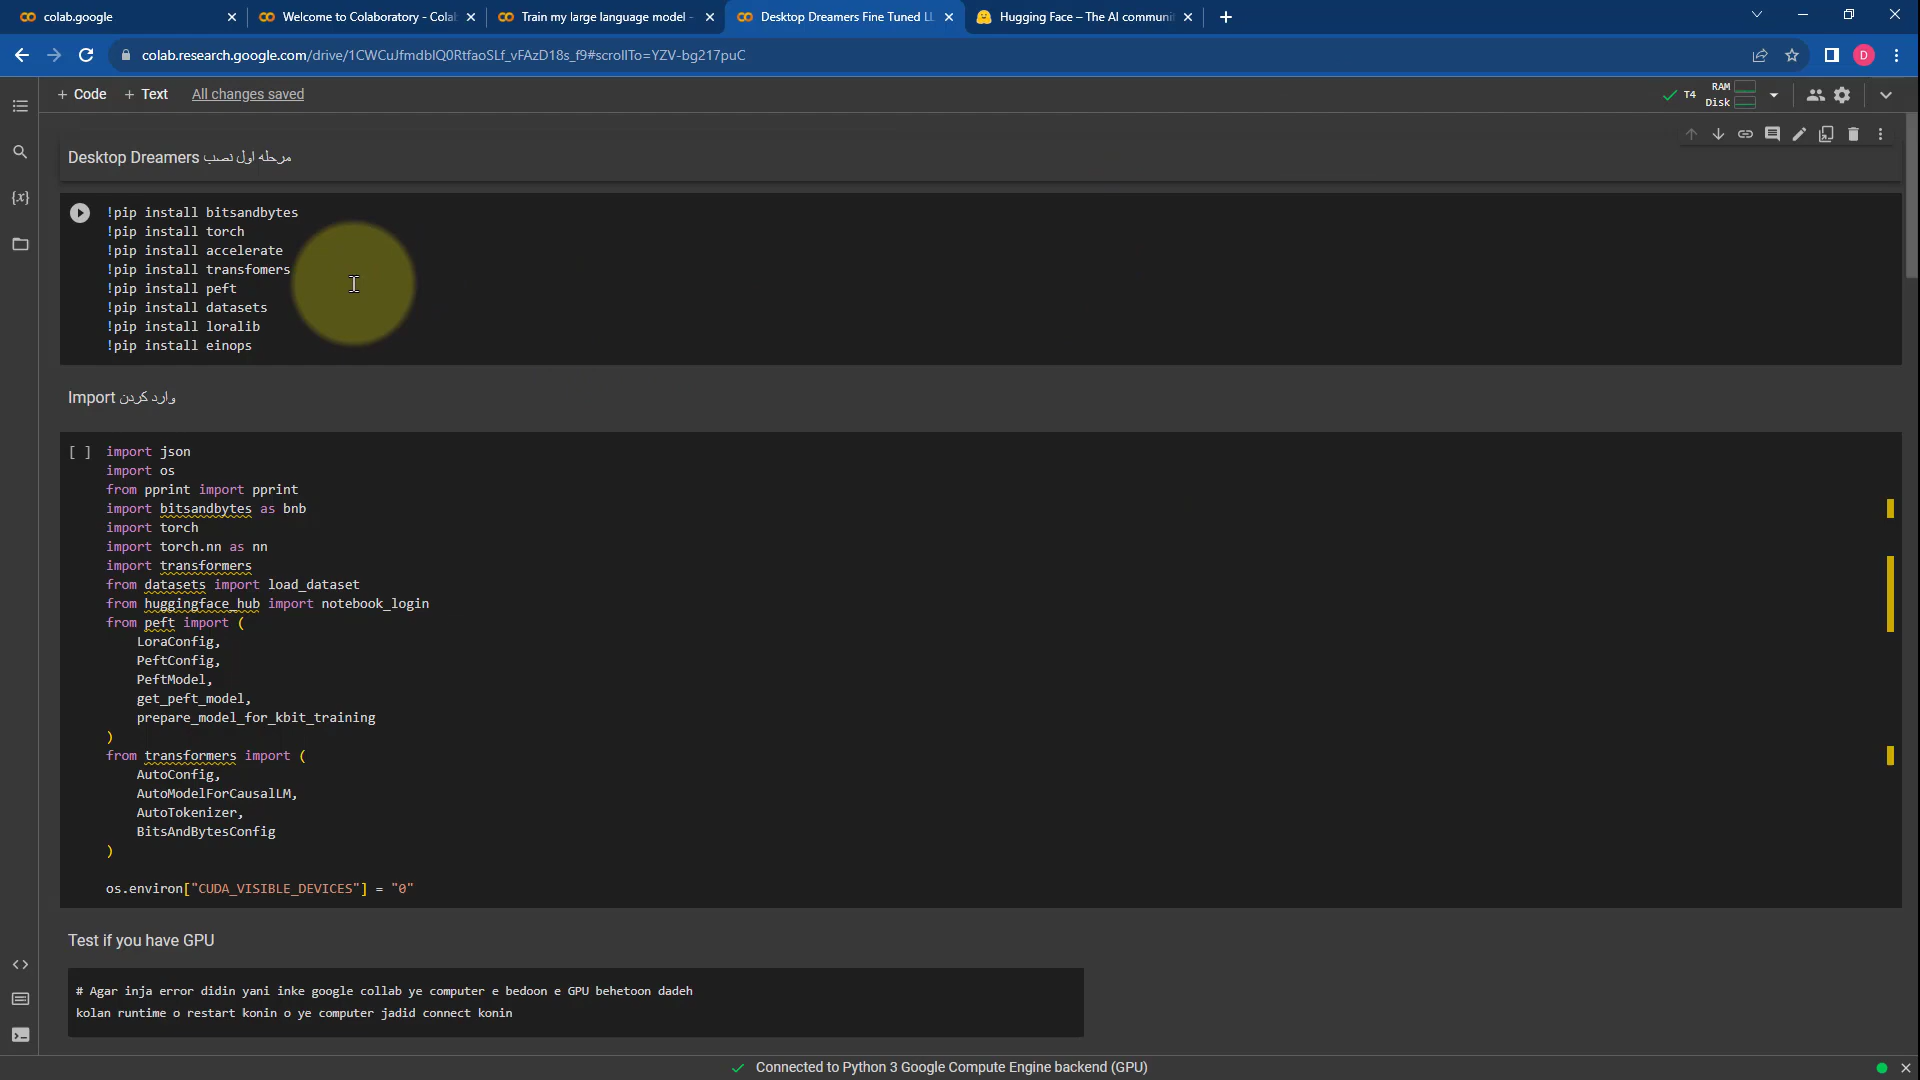 colab.google
Welcome to Colaboratory - Colab
Train my large language model -
Desktop Dreamers Fine Tuned LL
Hugging Face – The AI communit
colab.research.google.com/drive/1CWCuJfmdblQ0RtfaoSLf_vFAzD18s_f9#scrollTo=YZV-bg217puC
D
+ Code + Text All changes saved
T4 RAM
Disk
Desktop Dreamers مرحله اول نصب
!pip install bitsandbytes
!pip install torch
!pip install accelerate
!pip install transfomers
!pip install peft
!pip install datasets
!pip install loralib
!pip install einops
Import وارد کردن
[ ] import json
import os
from pprint import pprint
import bitsandbytes as bnb
import torch
import torch.nn as nn
import transformers
from datasets import load_dataset
from huggingface_hub import notebook_login
from peft import (
LoraConfig,
PeftConfig,
PeftModel,
get_peft_model,
prepare_model_for_kbit_training
)
from transformers import (
AutoConfig,
AutoModelForCausalLM,
AutoTokenizer,
BitsAndBytesConfig
)
os.environ["CUDA_VISIBLE_DEVICES"] = "0"
Test if you have GPU
# Agar inja error didin yani inke google collab ye computer e bedoon e GPU behetoon dadeh
kolan runtime o restart konin o ye computer jadid connect konin
Connected to Python 3 Google Compute Engine backend (GPU)